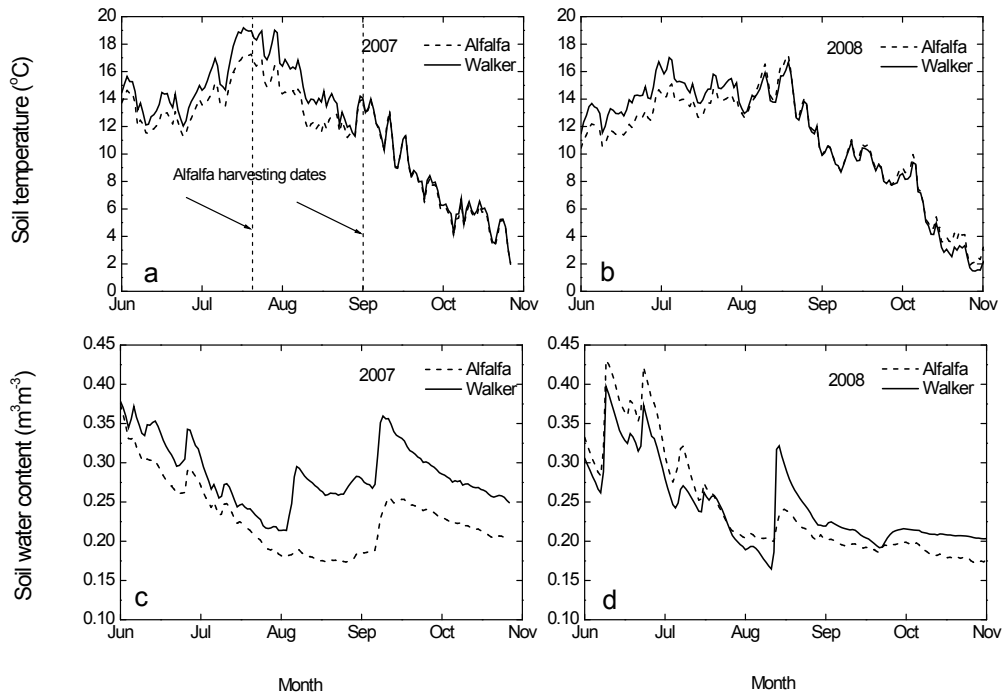 Soil temperature (°C)
20
18
16
14
12
10
8
6
4
2
0
2007
Alfalfa
Walker
Alfalfa harvesting dates
a
Jun Jul Aug Sep Oct Nov
20
18
16
14
12
10
8
6
4
2
0
2008
Alfalfa
Walker
b
Jun Jul Aug Sep Oct Nov
Soil water content (m³m⁻³)
0.45
0.40
0.35
0.30
0.25
0.20
0.15
0.10
2007
Alfalfa
Walker
c
Jun Jul Aug Sep Oct Nov
Month
0.45
0.40
0.35
0.30
0.25
0.20
0.15
0.10
2008
Alfalfa
Walker
d
Jun Jul Aug Sep Oct Nov
Month